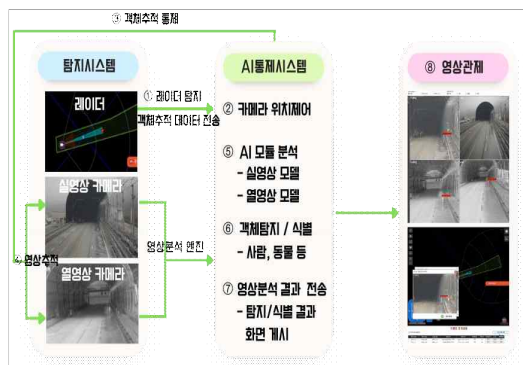 ③ 객체추적 통제
탐지시스템
레이더
① 레이더 탐지
객체추적 데이터 전송
실영상 카메라
④ 영상추적
영상분석 엔진
열영상 카메라
AI통제시스템
② 카메라 위치제어
⑤ AI 모듈 분석
- 실영상 모델
- 열영상 모델
⑥ 객체탐지 / 식별
- 사람, 동물 등
⑦ 영상분석 결과 전송
- 탐지/식별 결과
화면 게시
⑧ 영상관제